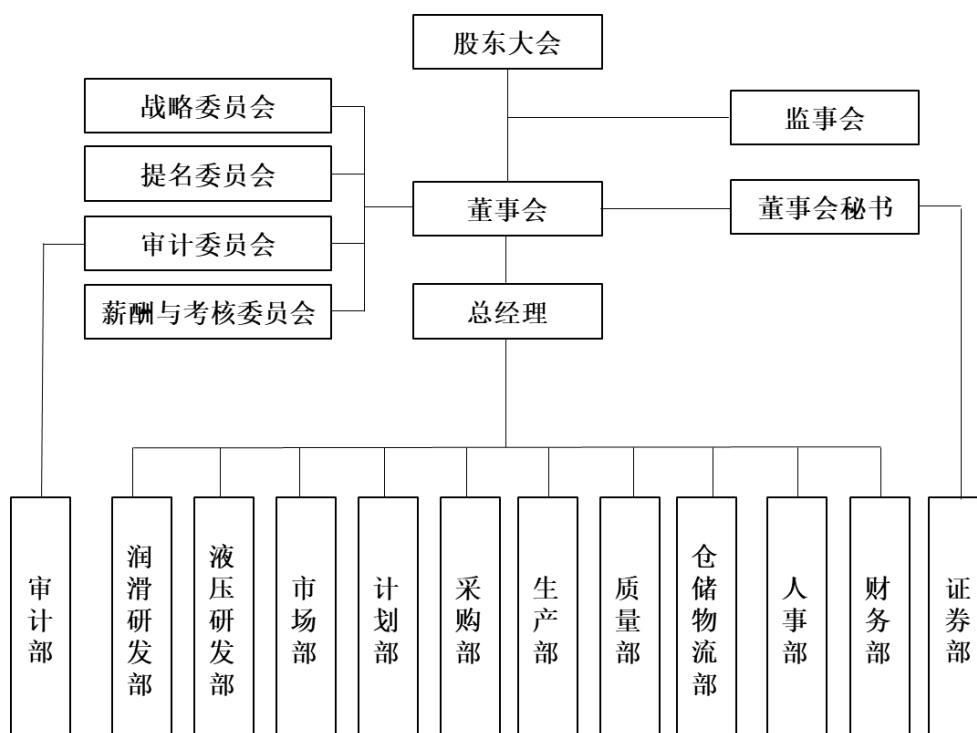 股东大会
战略委员会
监事会
提名委员会
董事会
董事会秘书
审计委员会
薪酬与考核委员会
总经理
审计部
润滑研发部
液压研发部
市场部
计划部
采购部
生产部
质量部
仓储物流部
人事部
财务部
证券部